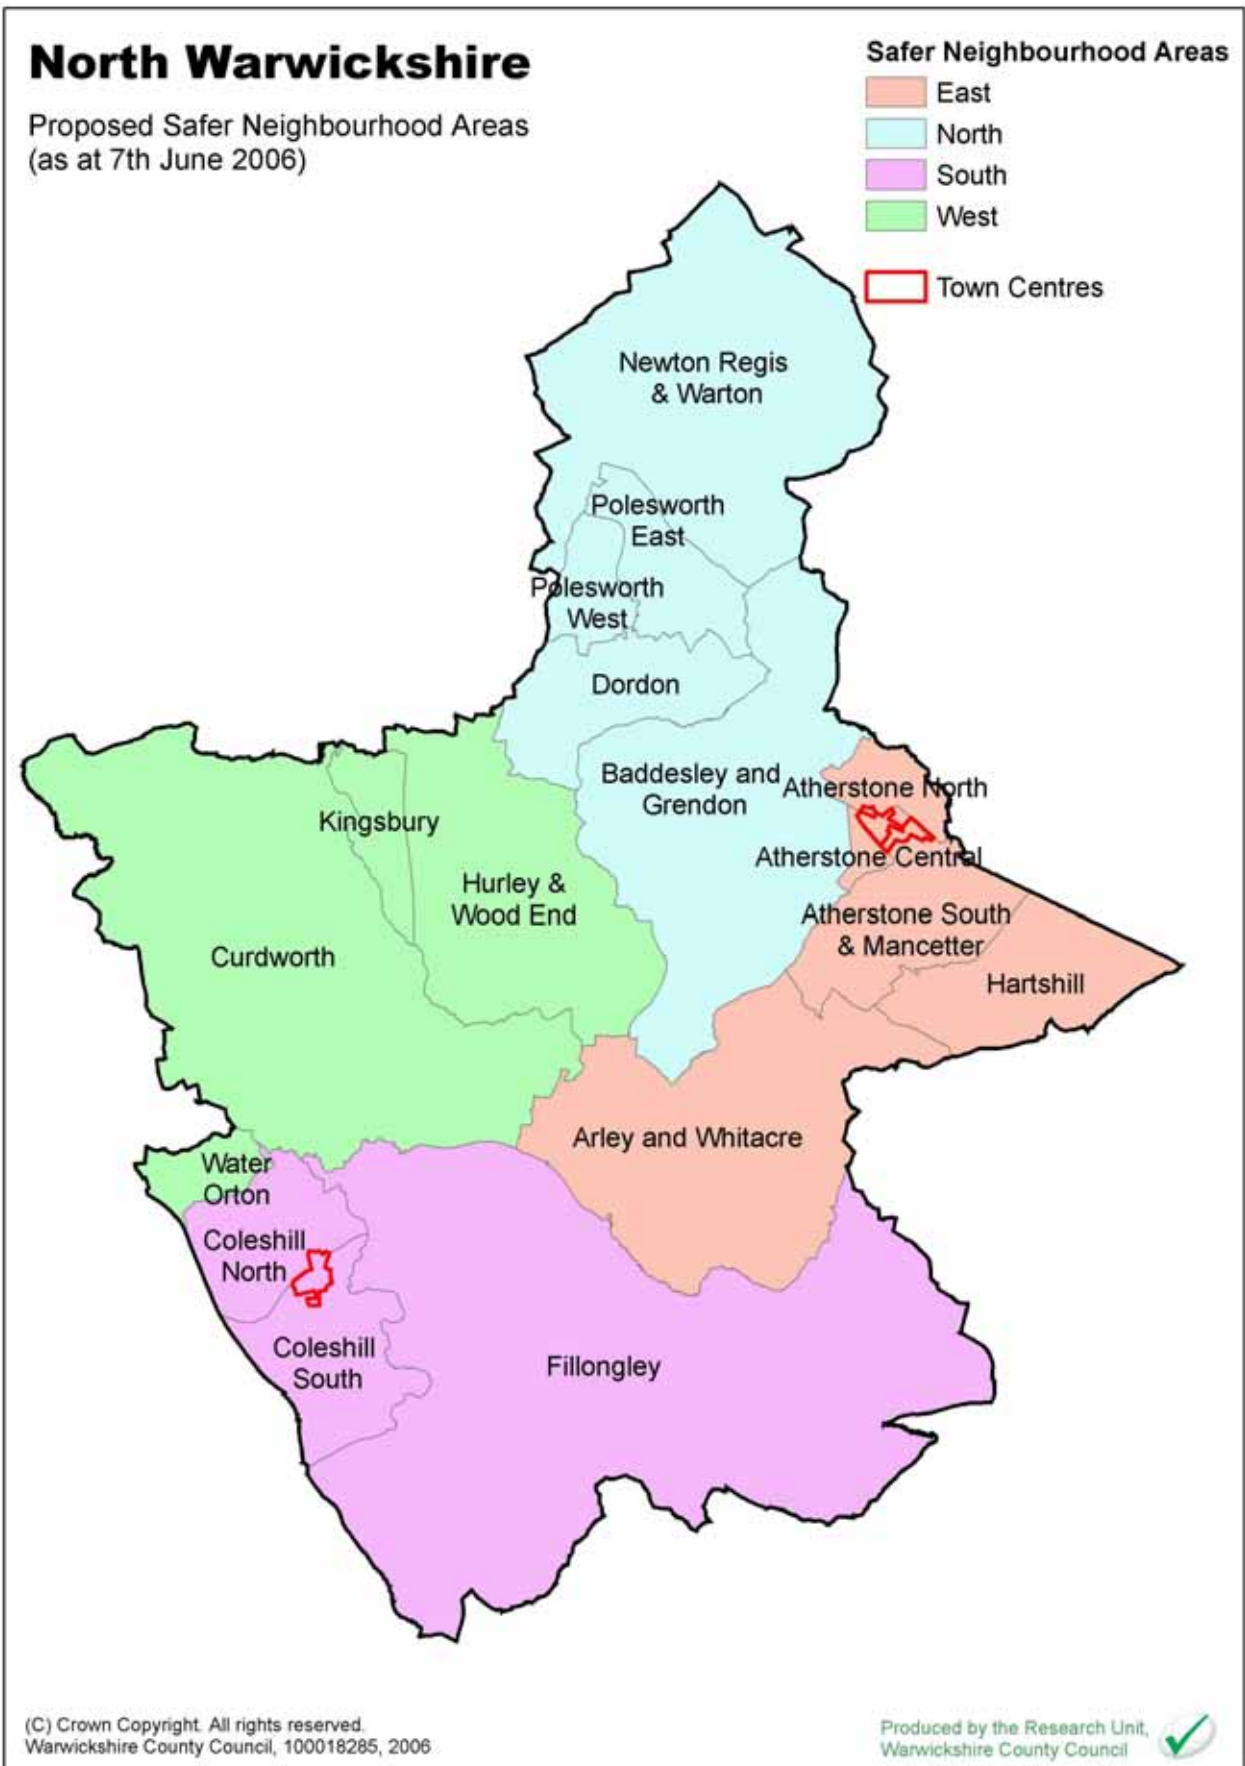 North Warwickshire
Proposed Safer Neighbourhood Areas
(as at 7th June 2006)
Safer Neighbourhood Areas
East
North
South
West
Town Centres
Newton Regis
& Warton
Polesworth
East
Polesworth
West
Dordon
Baddesley and
Grendon
Atherstone North
Atherstone Central
Kingsbury
Hurley &
Wood End
Atherstone South
& Mancetter
Curdworth
Hartshill
Arley and Whitacre
Water
Orton
Coleshill
North
Coleshill
South
Fillongley
(C) Crown Copyright. All rights reserved.
Warwickshire County Council, 100018285, 2006
Produced by the Research Unit,
Warwickshire County Council